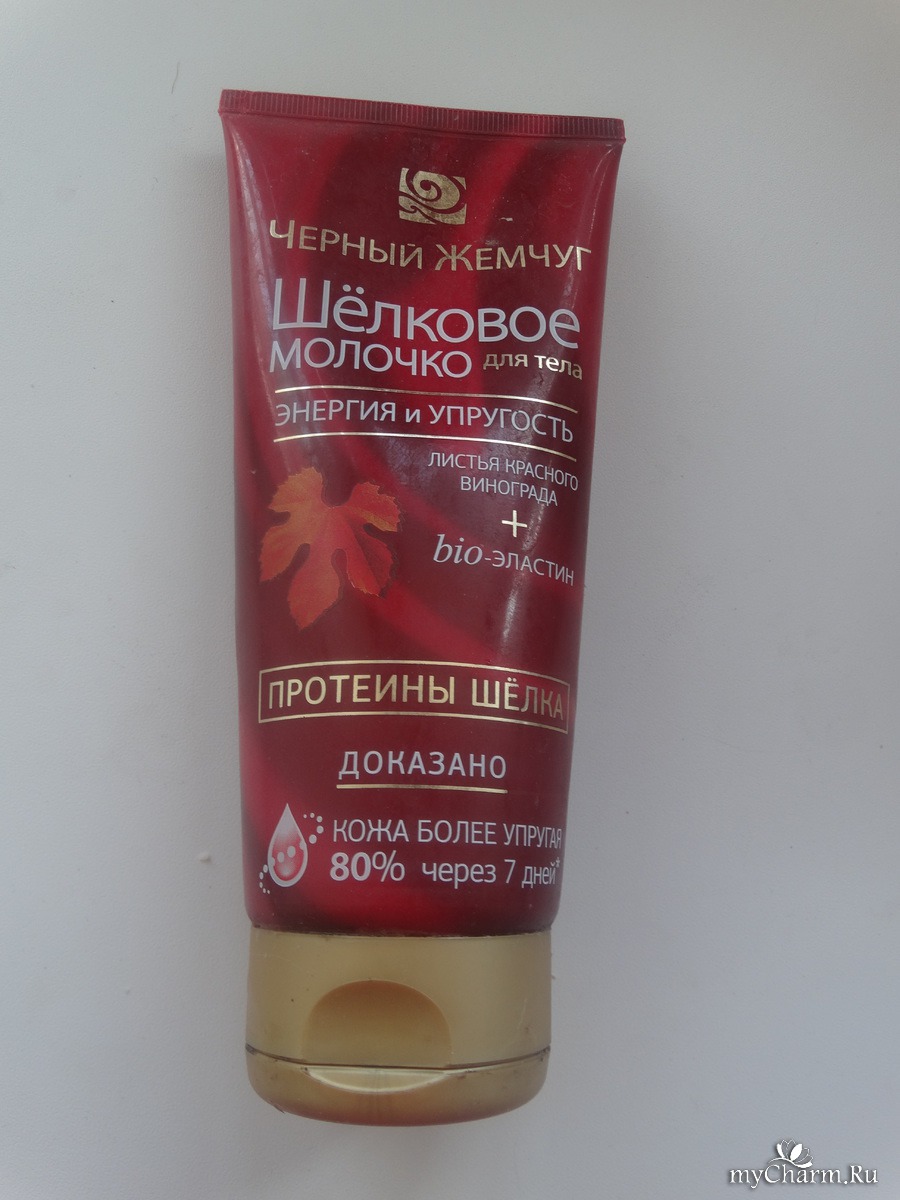 ЧЕРНЫЙ ЖЕМЧУГ
Шёлковое
молочко для тела
ЭНЕРГИЯ и УПРУГОСТЬ
ЛИСТЬЯ КРАСНОГО
ВИНОГРАДА
+
bio-ЭЛАСТИН
ПРОТЕИНЫ ШЁЛКА
ДОКАЗАНО
КОЖА БОЛЕЕ УПРУГАЯ
80% через 7 дней*
myCharm.Ru